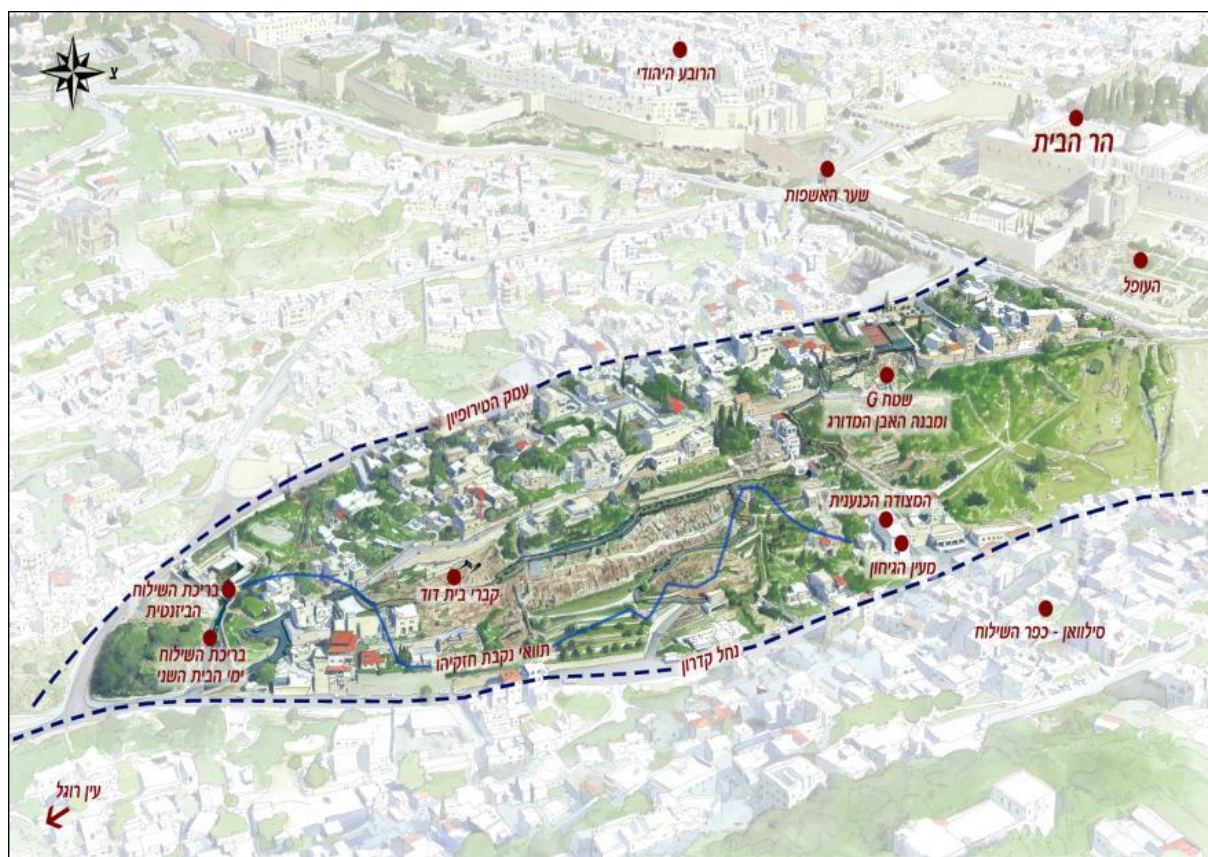 צ
הרובע היהודי
הר הבית
שער האשפות
העופל
עמק הטירופיון
שטח G
ומבנה האבן המדורג
המצודה הכנענית
מעין הגיחון
קברי בית דוד
בריכת השילוח
הביזנטית
סילוואן - כפר השילוח
בריכת השילוח
ימי הבית השני
תוואי נקבת חזקיהו
נחל קדרון
עין רוגל